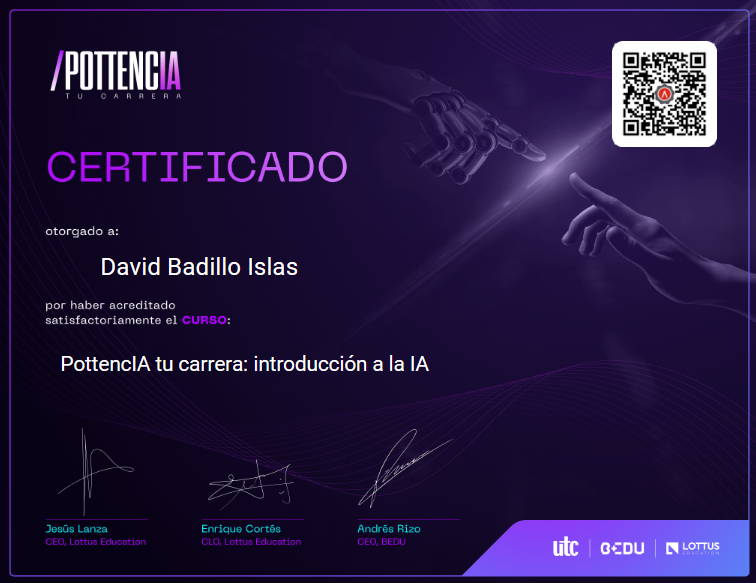 /POTTENCIA
TU CARRERA
CERTIFICADO
otorgado a:
David Badillo Islas
por haber acreditado
satisfactoriamente el CURSO:
PottencIA tu carrera: introducción a la IA
Jesús Lanza
CEO, Lottus Education
Enrique Cortés
CLO, Lottus Education
Andrés Rizo
CEO, BEDU
utc
BEDU
LOTTUS
EDUCATION